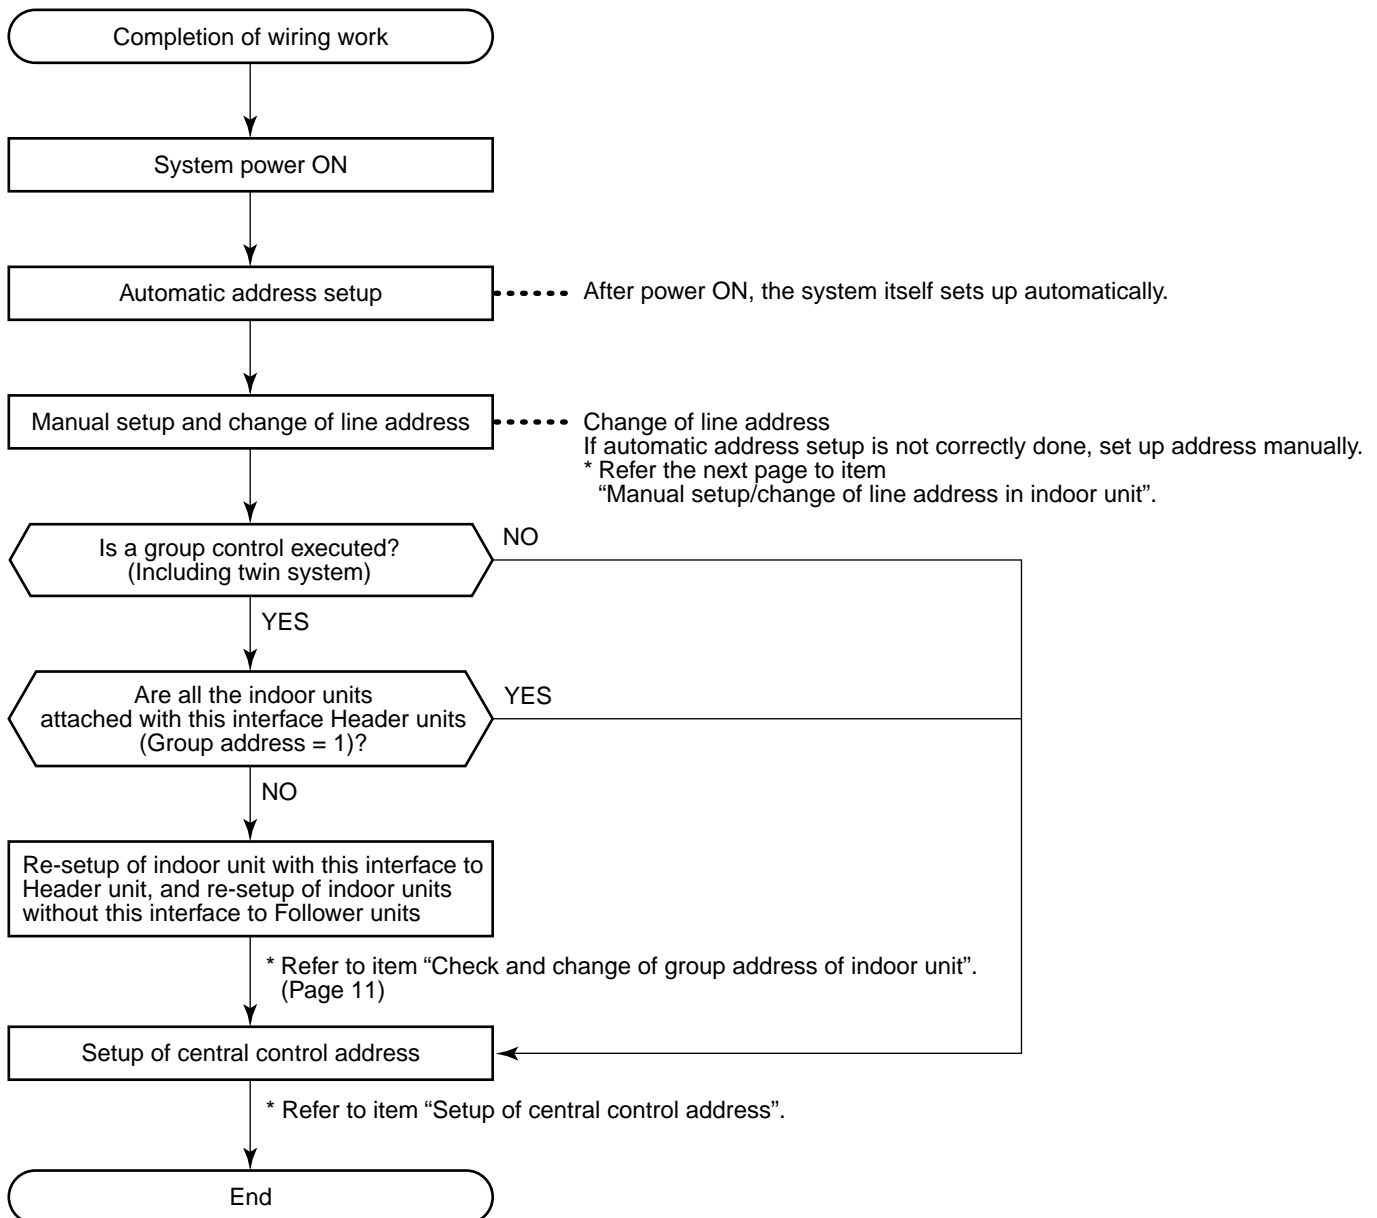 Completion of wiring work
System power ON
Automatic address setup
After power ON, the system itself sets up automatically.
Manual setup and change of line address
Change of line address
If automatic address setup is not correctly done, set up address manually.
* Refer the next page to item
“Manual setup/change of line address in indoor unit”.
Is a group control executed?
(Including twin system)
NO
YES
Are all the indoor units
attached with this interface Header units
(Group address = 1)?
YES
NO
Re-setup of indoor unit with this interface to
Header unit, and re-setup of indoor units
without this interface to Follower units
* Refer to item “Check and change of group address of indoor unit”.
(Page 11)
Setup of central control address
* Refer to item “Setup of central control address”.
End